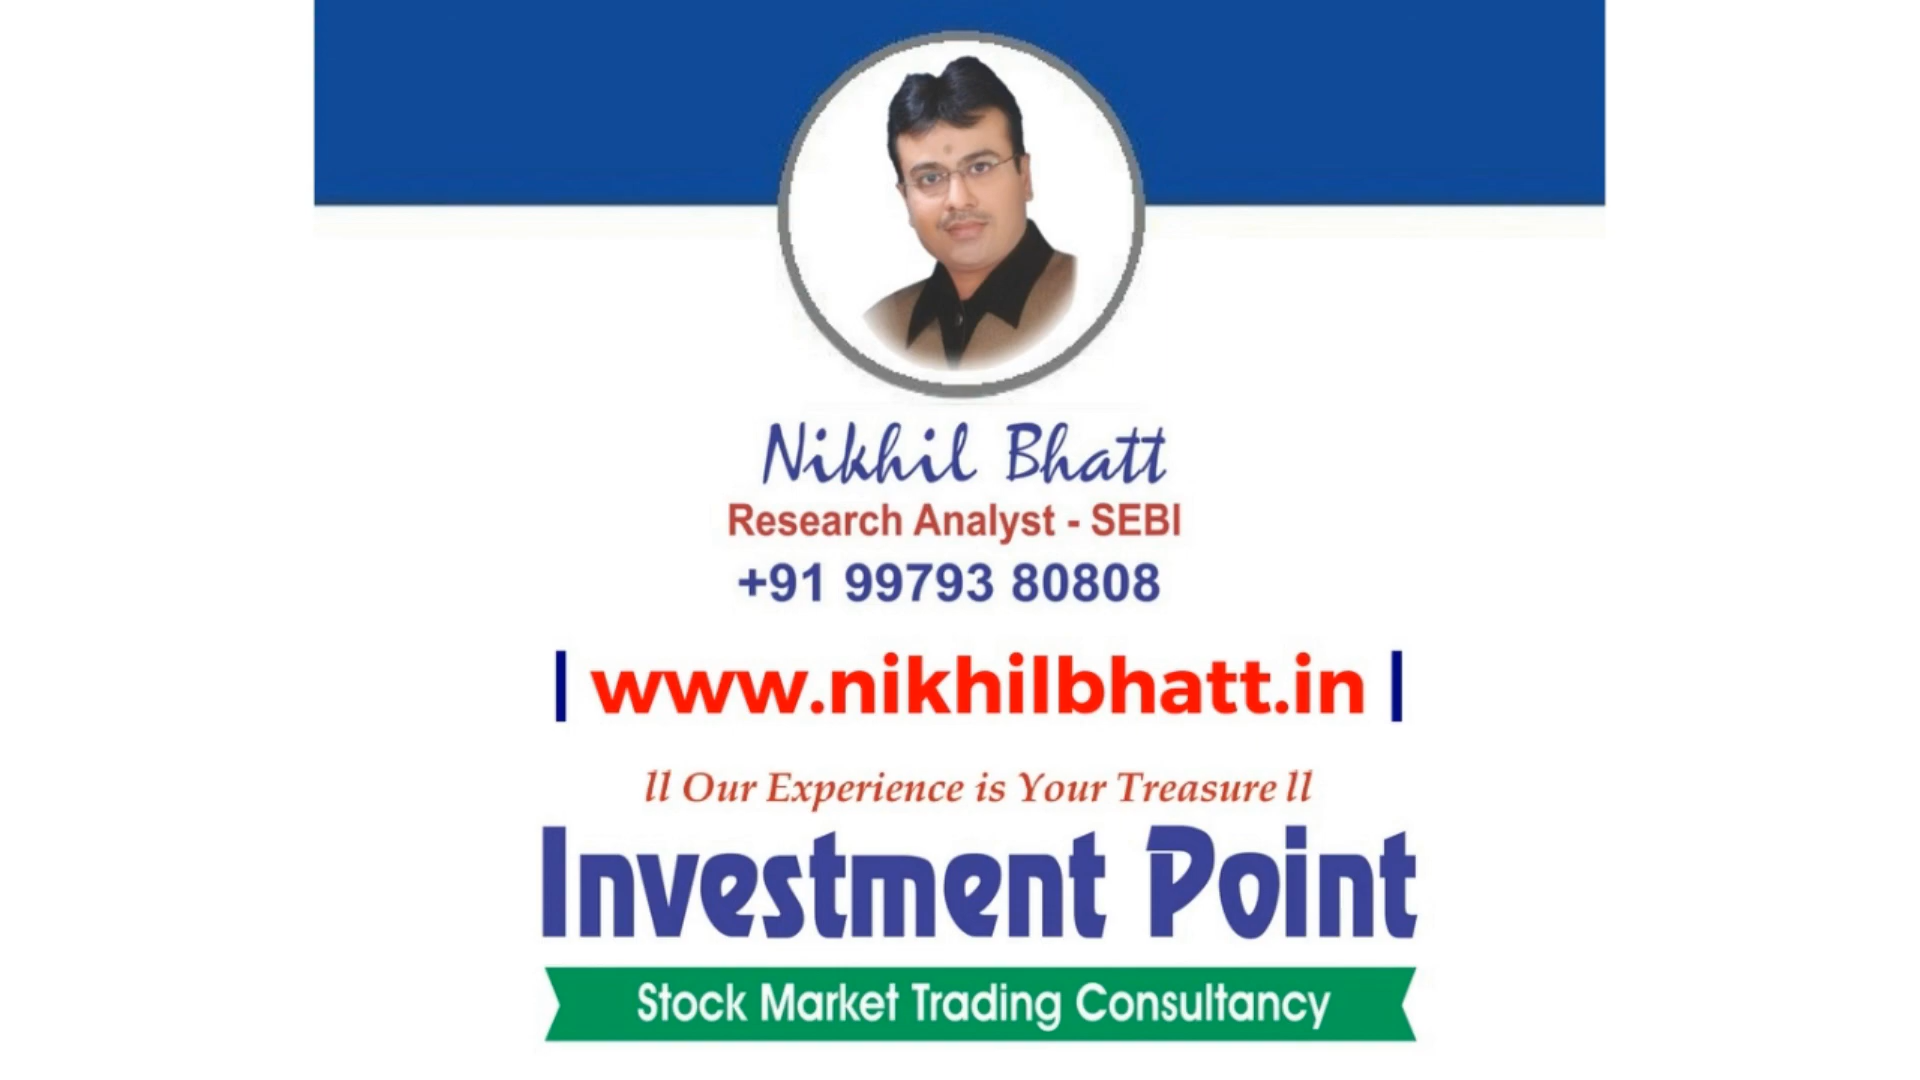 Nikhil Bhatt
Research Analyst - SEBI
+91 99793 80808
| www.nikhilbhatt.in |
ll Our Experience is Your Treasure ll
Investment Point
Stock Market Trading Consultancy